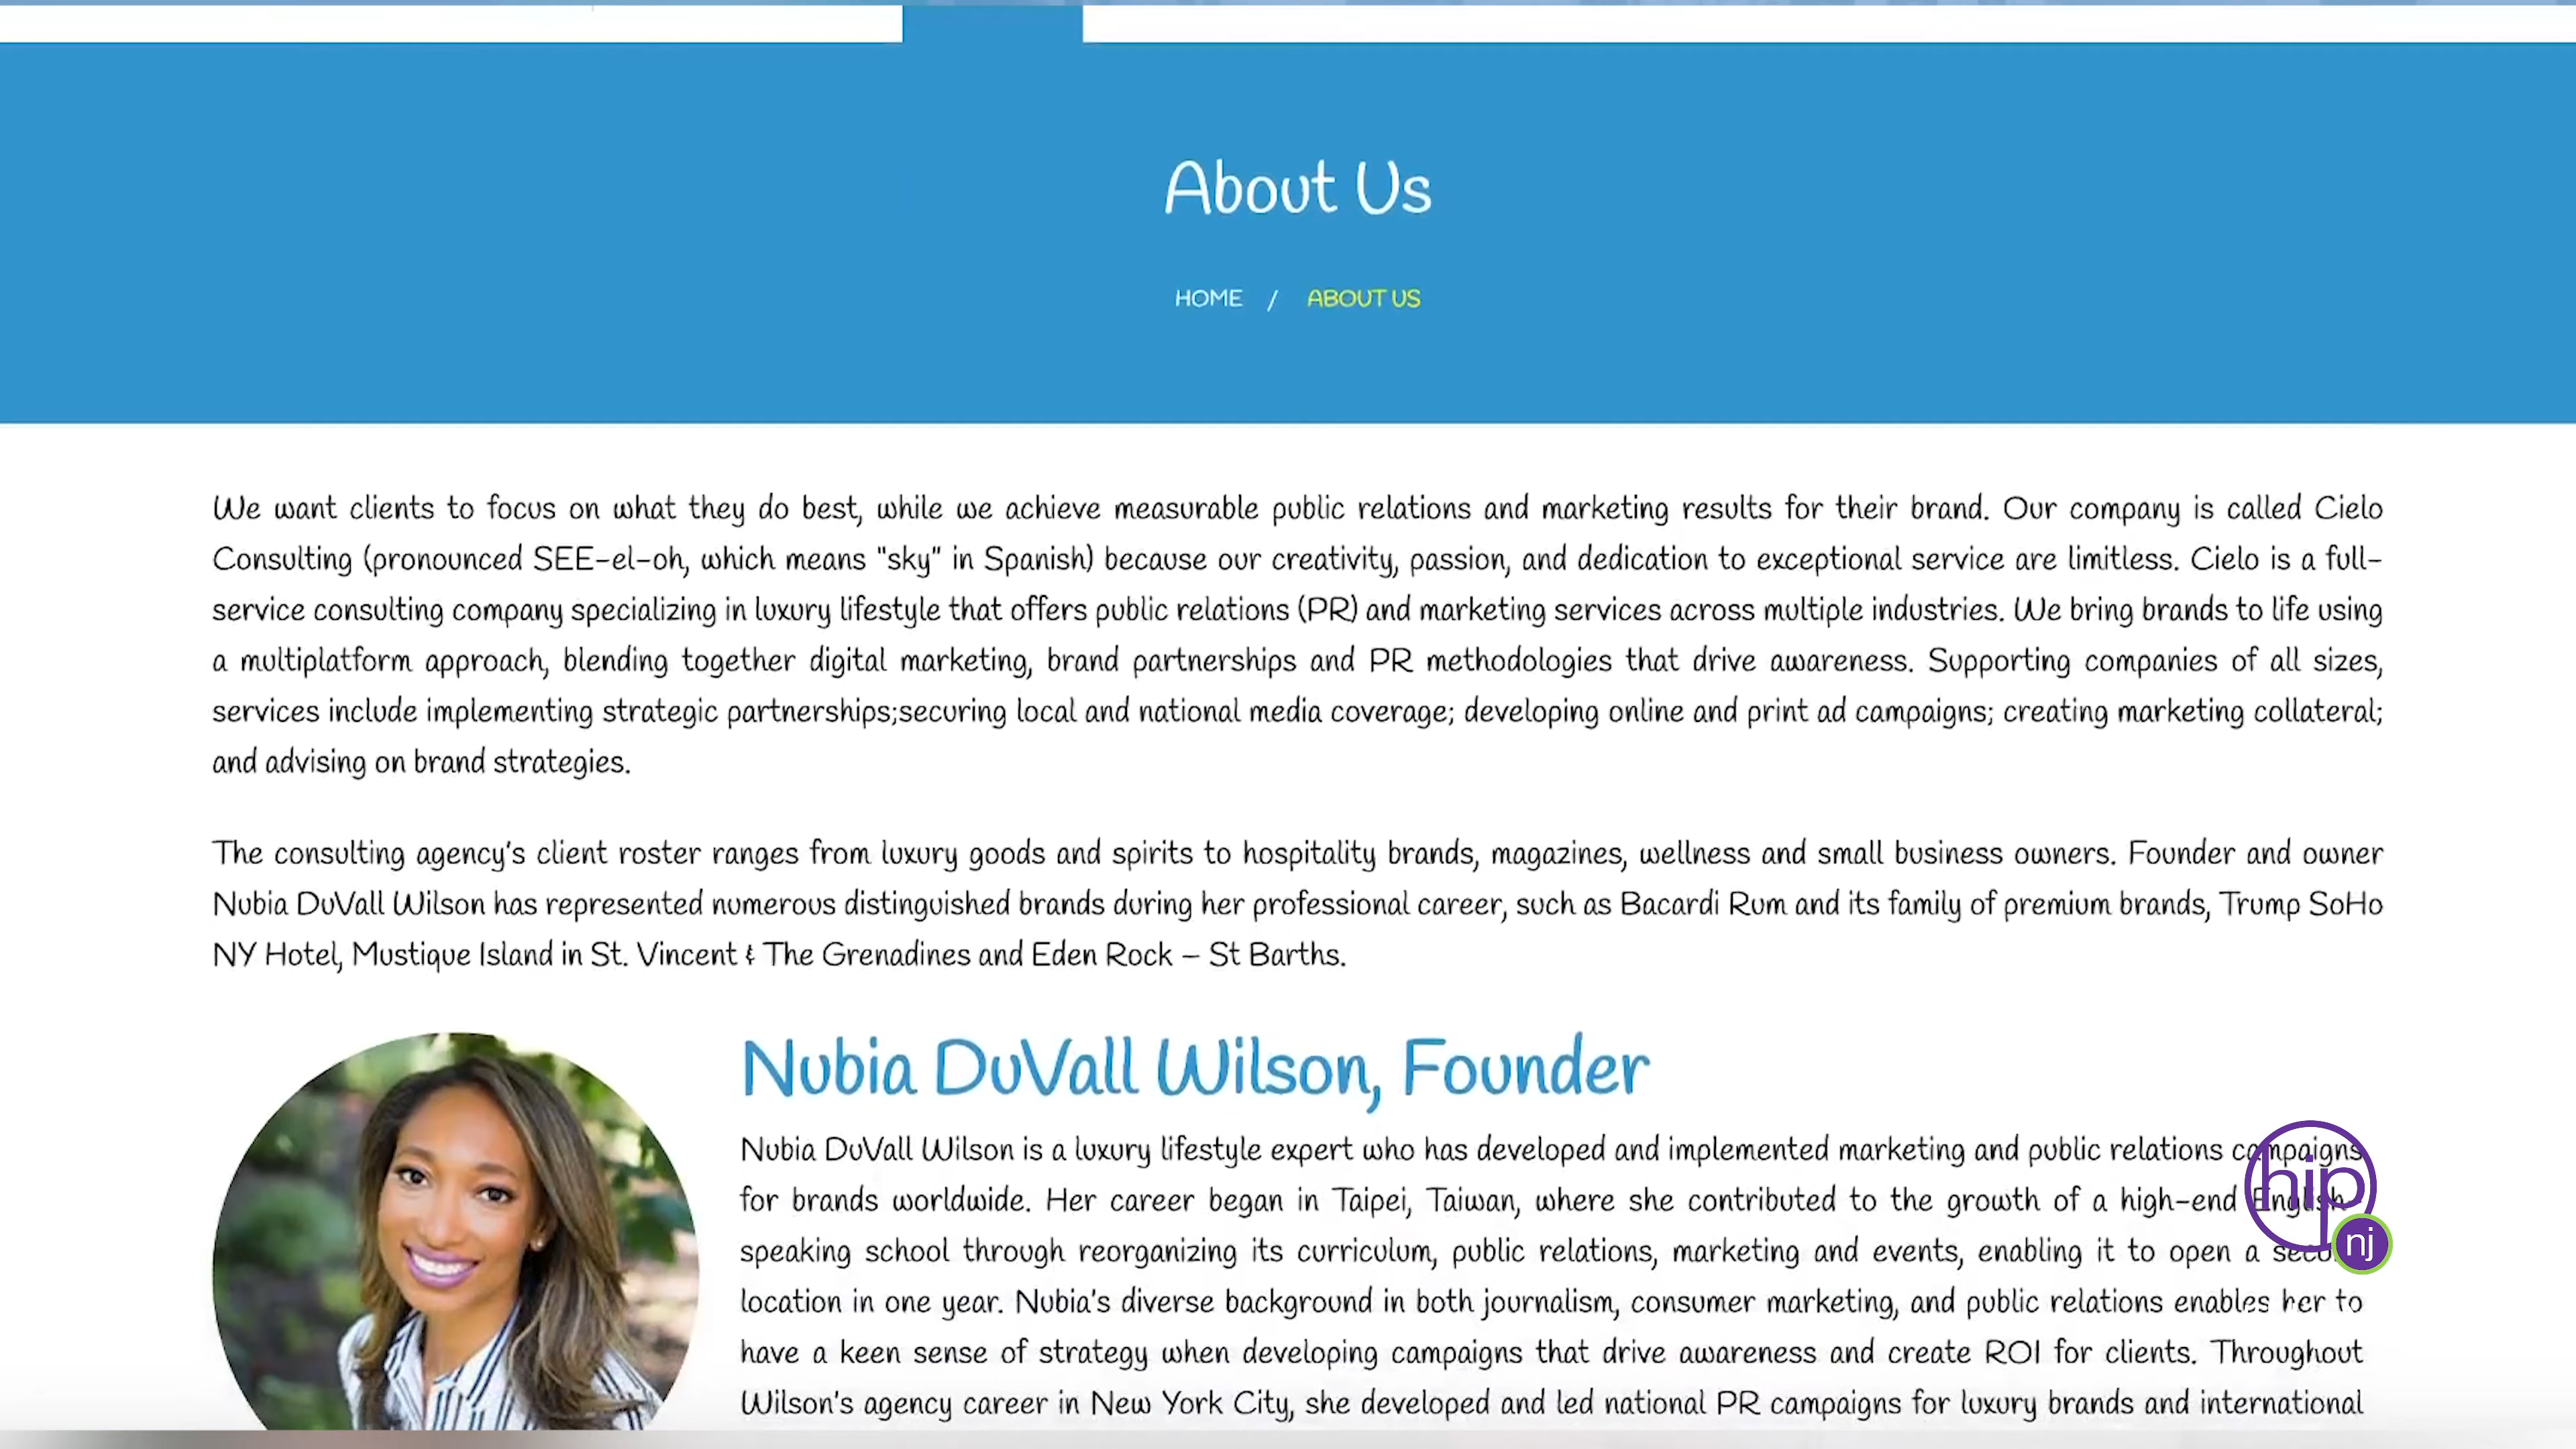 About Us
HOME / ABOUT US
We want clients to focus on what they do best, while we achieve measurable public relations and marketing results for their brand. Our company is called Cielo
Consulting (pronounced SEE-el-oh, which means "sky" in Spanish) because our creativity, passion, and dedication to exceptional service are limitless. Cielo is a full-
service consulting company specializing in luxury lifestyle that offers public relations (PR) and marketing services across multiple industries. We bring brands to life using
a multiplatform approach, blending together digital marketing, brand partnerships and PR methodologies that drive awareness. Supporting companies of all sizes,
services include implementing strategic partnerships;securing local and national media coverage; developing online and print ad campaigns; creating marketing collateral;
and advising on brand strategies.
The consulting agency's client roster ranges from luxury goods and spirits to hospitality brands, magazines, wellness and small business owners. Founder and owner
Nubia DuVall Wilson has represented numerous distinguished brands during her professional career, such as Bacardi Rum and its family of premium brands, Trump SoHo
NY Hotel, Mustique Island in St. Vincent & The Grenadines and Eden Rock – St Barths.
Nubia DuVall Wilson, Founder
Nubia DuVall Wilson is a luxury lifestyle expert who has developed and implemented marketing and public relations campaigns
for brands worldwide. Her career began in Taipei, Taiwan, where she contributed to the growth of a high-end English-
speaking school through reorganizing its curriculum, public relations, marketing and events, enabling it to open a
location in one year. Nubia's diverse background in both journalism, consumer marketing, and public relations enables her to
have a keen sense of strategy when developing campaigns that drive awareness and create ROI for clients. Throughout
Wilson's agency career in New York City, she developed and led national PR campaigns for luxury brands and international
hip
nj